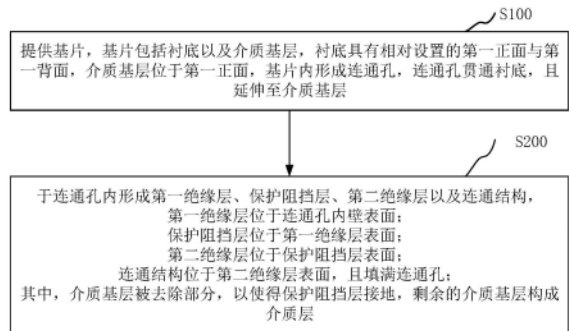 S100
提供基片，基片包括衬底以及介质基层，衬底具有相对设置的第一正面与第
一背面，介质基层位于第一正面，基片内形成连通孔，连通孔贯通衬底，且
延伸至介质基层
S200
于连通孔内形成第一绝缘层、保护阻挡层、第二绝缘层以及连通结构，
第一绝缘层位于连通孔内壁表面；
保护阻挡层位于第一绝缘层表面；
第二绝缘层位于保护阻挡层表面；
连通结构位于第二绝缘层表面，且填满连通孔；
其中，介质基层被去除部分，以使得保护阻挡层接地，剩余的介质基层构成
介质层